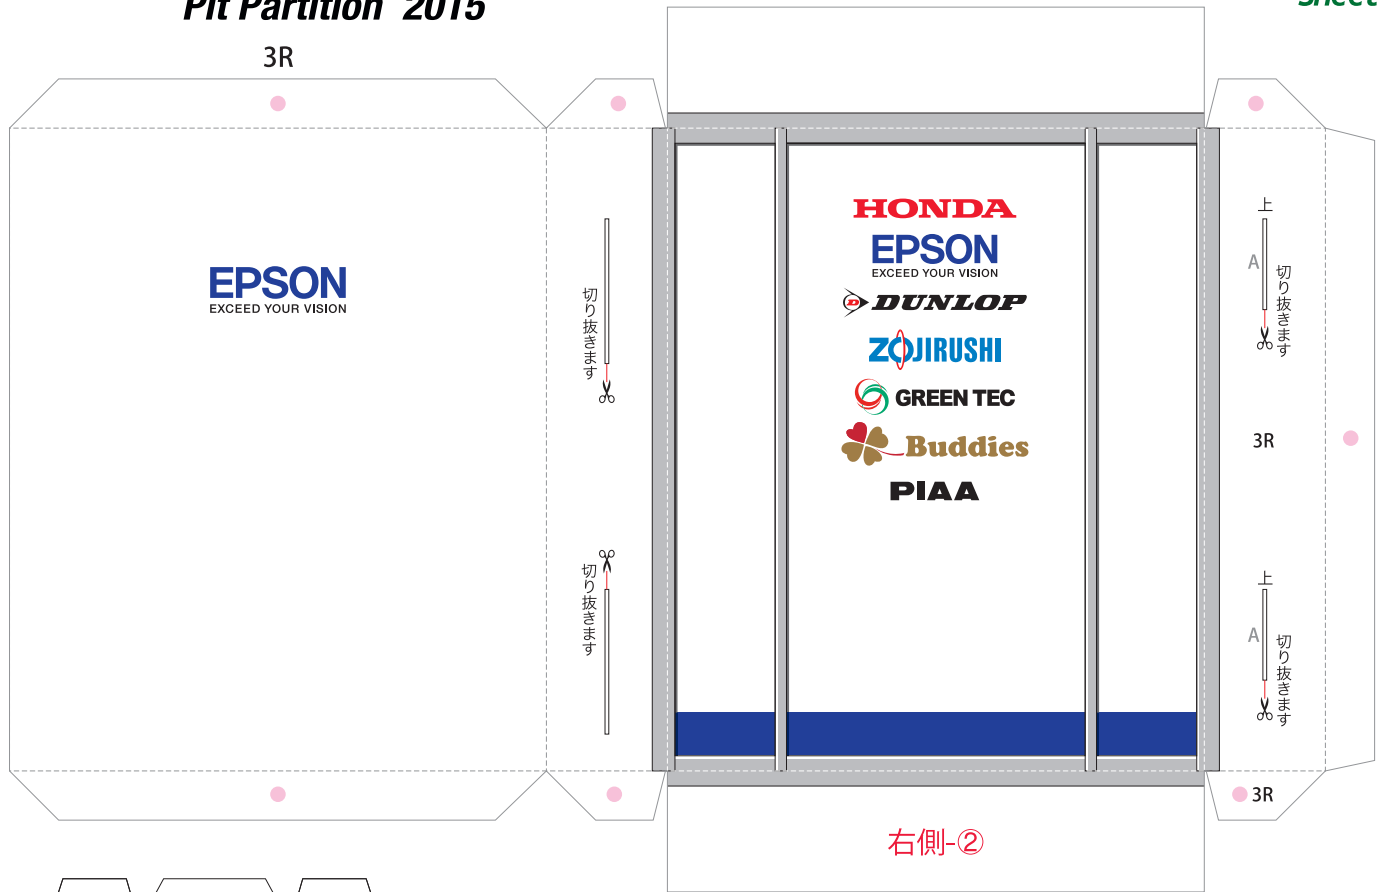 Pit Partition 2015
Sheet
3R
EPSON
EXCEED YOUR VISION
切り抜きます
切り抜きます
HONDA
EPSON
EXCEED YOUR VISION
D DUNLOP
ZOJIRUSHI
GREEN TEC
Buddies
PIAA
上
A
切り抜きます
3R
上
A
切り抜きます
3R
右側-②